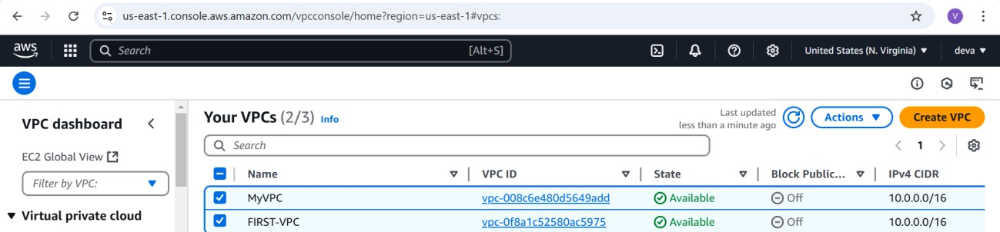 us-east-1.console.aws.amazon.com/vpcconsole/home?region=us-east-1#vpcs:
V
aws
Search [Alt+S]
United States (N. Virginia) ▼
deva ▼
VPC dashboard
EC2 Global View
Filter by VPC:
Virtual private cloud
Your VPCs (2/3) Info
Last updated
less than a minute ago
Actions ▼
Create VPC
Search
1
Name VPC ID State Block Public... IPv4 CIDR
MyVPC vpc-008c6e480d5649add Available Off 10.0.0.0/16
FIRST-VPC vpc-0f8a1c52580ac5975 Available Off 10.0.0.0/16